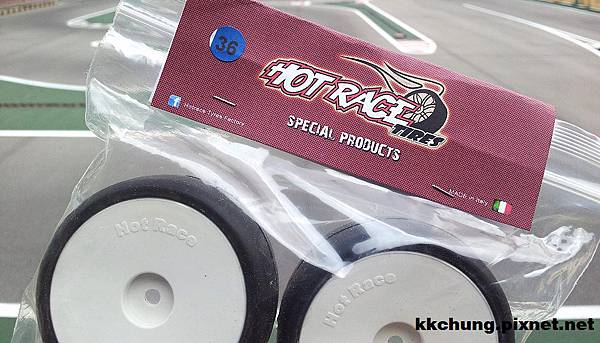 36
HOT RACE
TIRES
SPECIAL PRODUCTS
Hotrace Tyres Factory
MADE in Italy
Hot Race
Hot Race
kkchung.pixnet.net